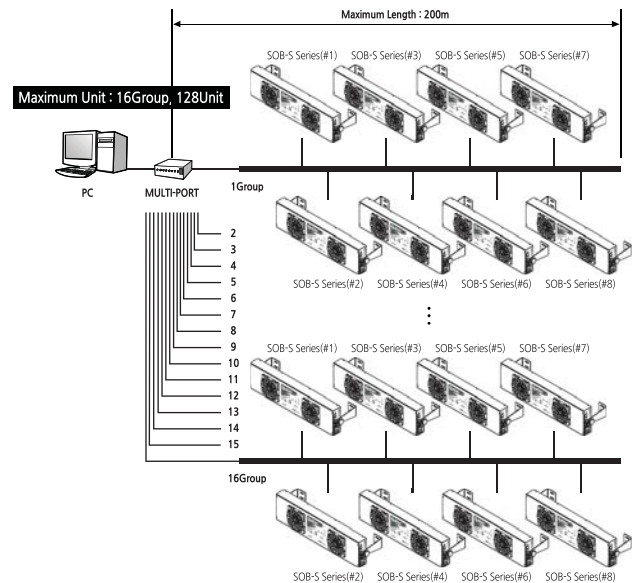 Maximum Length : 200m
SOB-S Series(#1) SOB-S Series(#3) SOB-S Series(#5) SOB-S Series(#7)
Maximum Unit : 16Group, 128Unit
PC
MULTI-PORT
1Group
SOB-S Series(#2) SOB-S Series(#4) SOB-S Series(#6) SOB-S Series(#8)
2
3
4
5
6
7
8
9
10
11
12
13
14
15
SOB-S Series(#1) SOB-S Series(#3) SOB-S Series(#5) SOB-S Series(#7)
16Group
SOB-S Series(#2) SOB-S Series(#4) SOB-S Series(#6) SOB-S Series(#8)